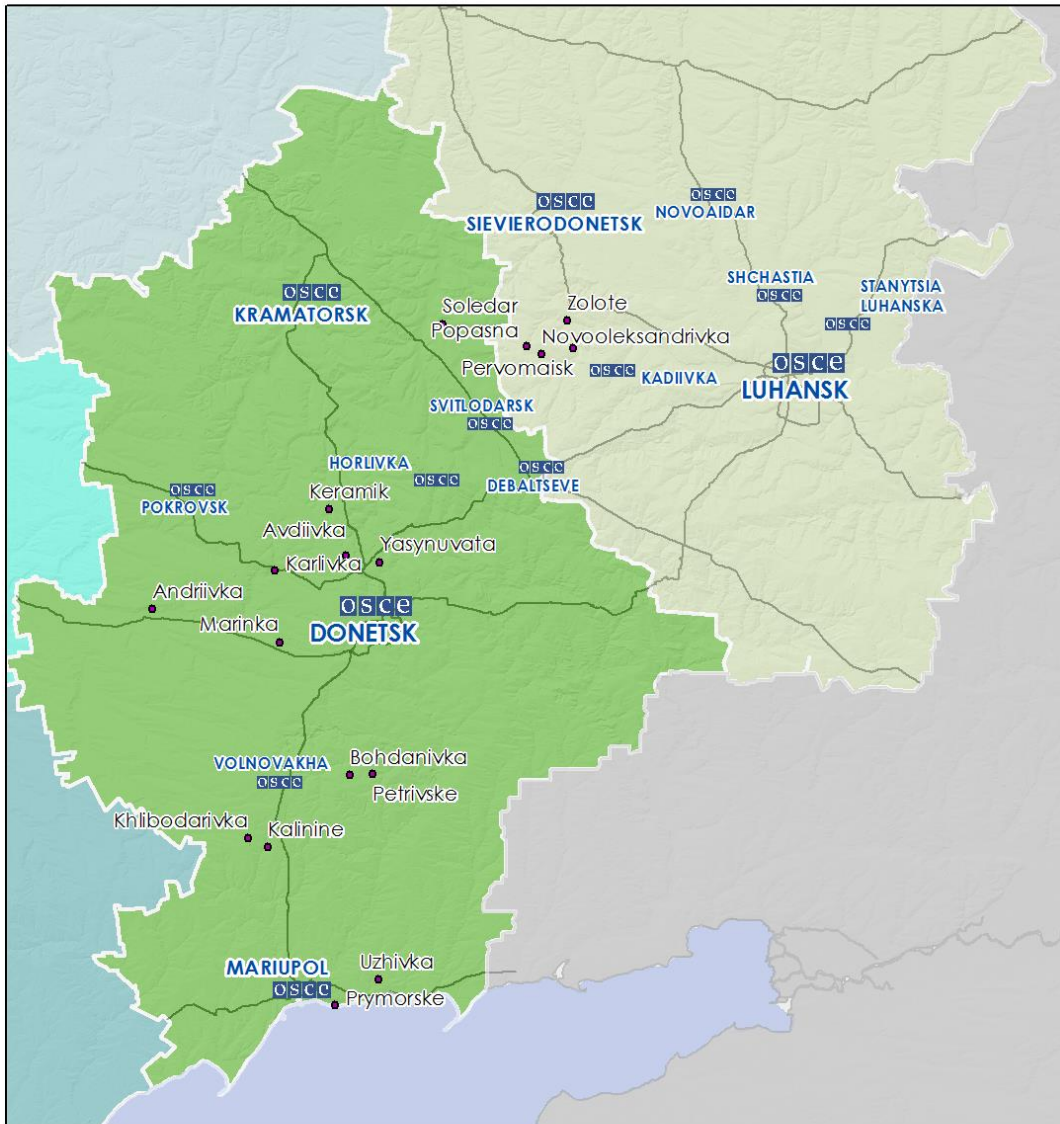 osce
SIEVIERODONETSK
osce
NOVOAIDAR
SHCHASTIA
osce
STANYTSIA
LUHANSKA
osce
osce
KRAMATORSK
Soledar
Popasna
Zolote
Novooleksandrivka
Pervomaisk
osce
KADIIVKA
osce
LUHANSK
SVITLODARSK
osce
HORLIVKA
osce
osce
DEBALTSEVE
osce
POKROVSK
Keramik
Avdiivka
Yasynuvata
Karlivka
Andriivka
Marinka
osce
DONETSK
VOLNOVAKHA
osce
Bohdanivka
Petrivske
Khlibodarivka
Kalinine
MARIUPOL
osce
Uzhivka
Prymorske